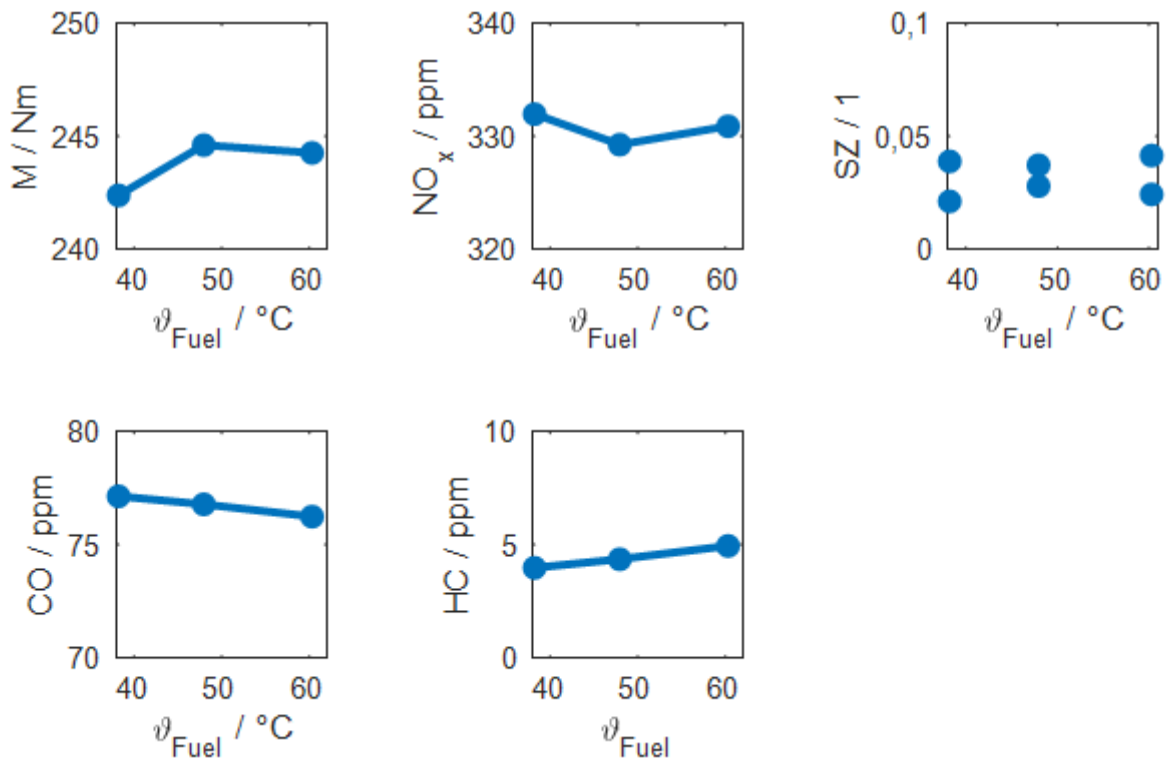 250
245
240
M / Nm
40 50 60
ϑFuel / °C
340
330
320
NOx / ppm
40 50 60
ϑFuel / °C
0,1
0,05
0
SZ / 1
40 50 60
ϑFuel / °C
80
75
70
CO / ppm
40 50 60
ϑFuel / °C
10
5
0
HC / ppm
40 50 60
ϑFuel